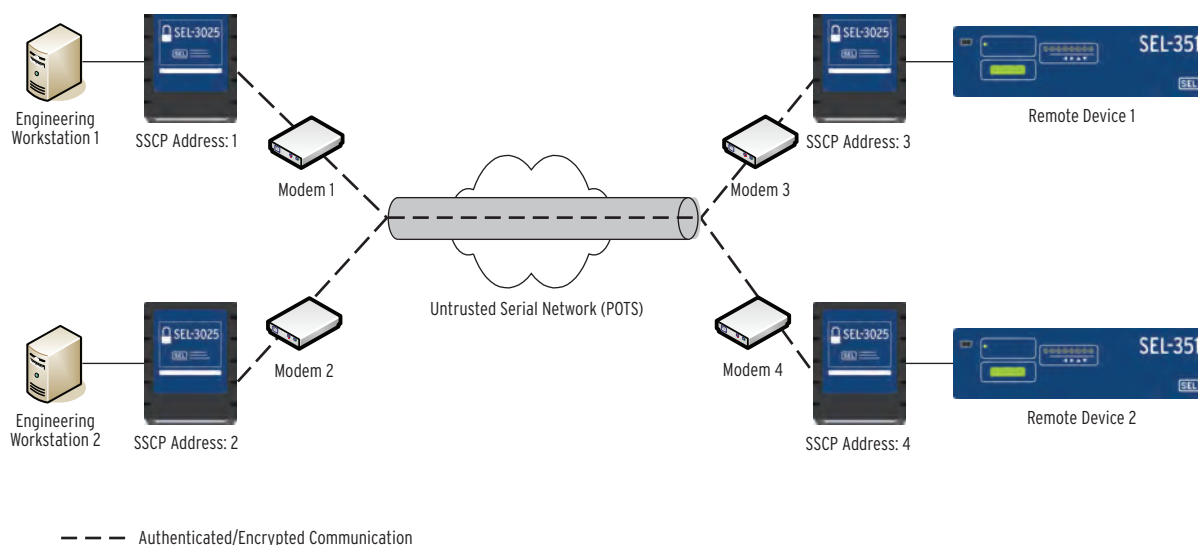 SEL-3025
SEL
SEL-3025
SEL
SEL-351
SEL
Engineering
Workstation 1
SSCP Address: 1
Modem 1
Modem 3
SSCP Address: 3
Remote Device 1
Untrusted Serial Network (POTS)
SEL-3025
SEL
SEL-3025
SEL
SEL-351
SEL
Engineering
Workstation 2
SSCP Address: 2
Modem 2
Modem 4
SSCP Address: 4
Remote Device 2
Authenticated/Encrypted Communication